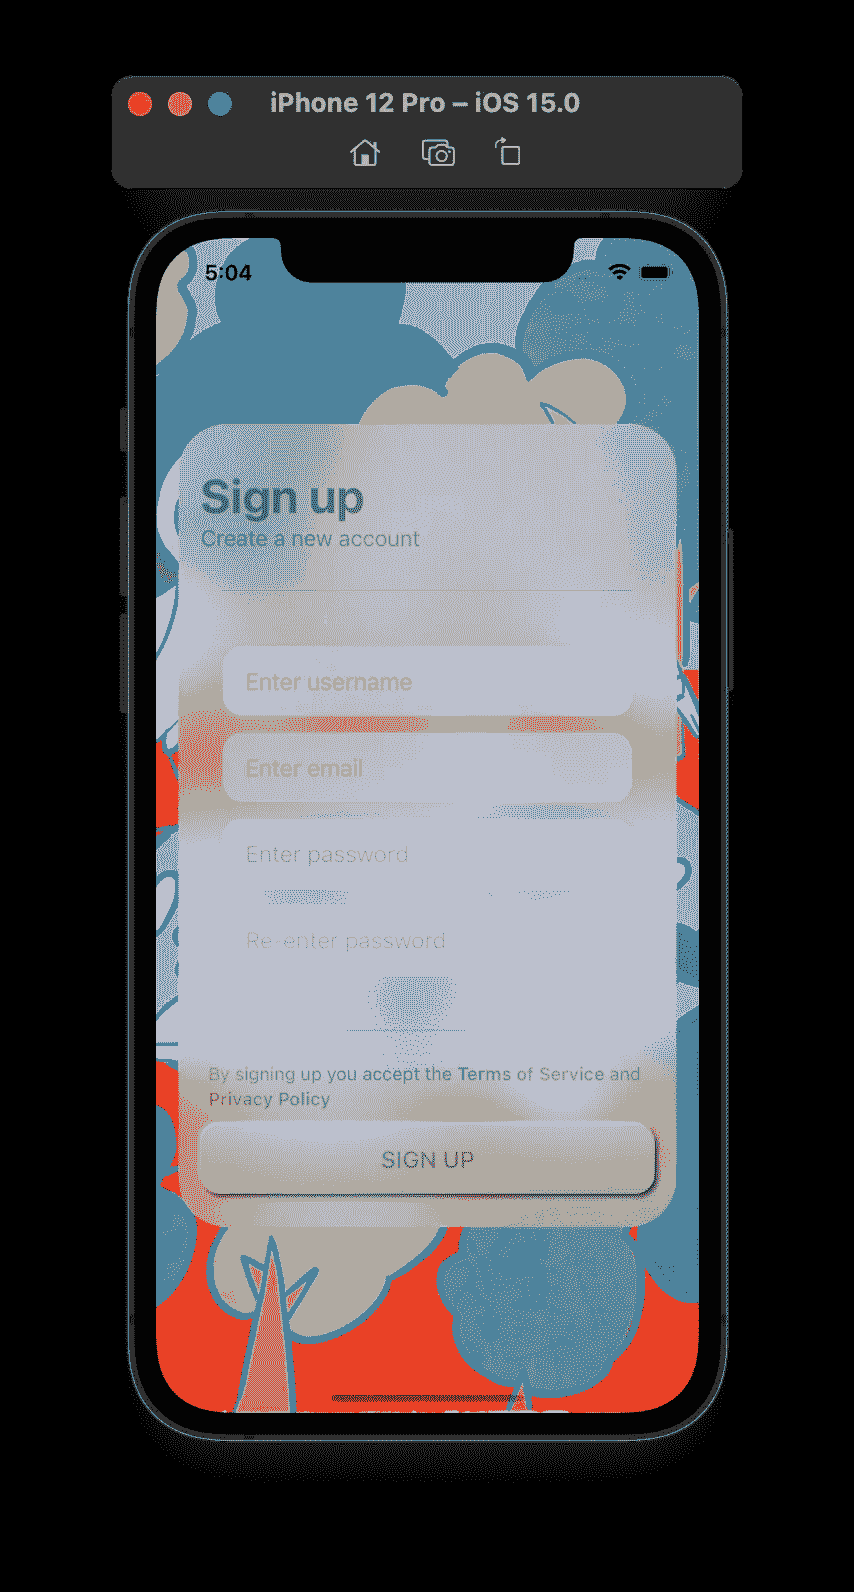 iPhone 12 Pro – iOS 15.0
5:04
Sign up
Create a new account
Enter username
Enter email
Enter password
Re-enter password
By signing up you accept the Terms of Service and
Privacy Policy
SIGN UP